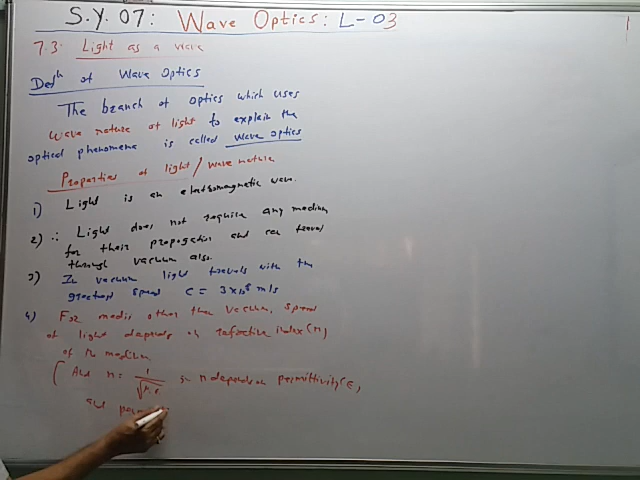 S.Y. 07: Wave Optics: L-03
7.3: Light as a wave
Defn of Wave Optics
The branch of optics which uses
wave nature of light to explain the
optical phenomena is called wave optics
Properties of light / wave nature
1) Light is an electromagnetic wave.
2) ∴ Light does not require any medium
for their propogation and can travel
through vacuum also.
3) In vacuum light travels with the
greatest speed c = 3×10⁸ m/s
4) For media other than vacuum, speed
of light depends on refractive index (n)
of the medium
(And n = 1/√ so n depends on permittivity (ε,
and